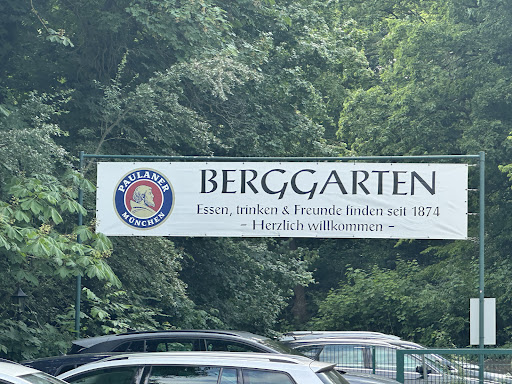 PAULANER
MÜNCHEN
BERGGARTEN
Essen, trinken & Freunde finden seit 1874
- Herzlich willkommen -